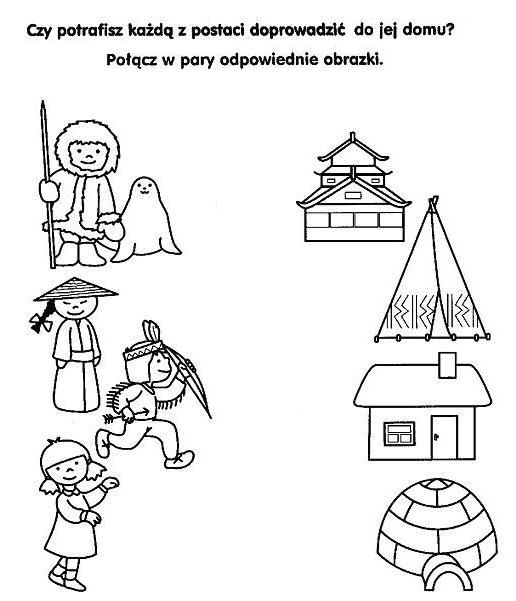 Czy potrafisz każdą z postaci doprowadzić do jej domu?
Połącz w pary odpowiednie obrazki.